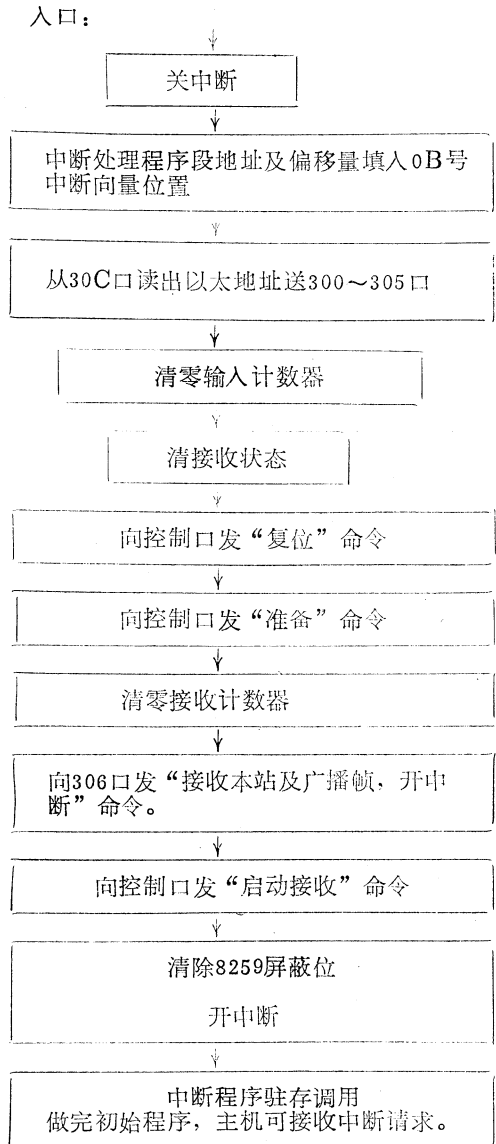 入口：
关中断
中断处理程序段地址及偏移量填入0B号
中断向量位置
从30C口读出以太地址送300～305口
清零输入计数器
清接收状态
向控制口发“复位”命令
向控制口发“准备”命令
清零接收计数器
向306口发“接收本站及广播帧，开中
断”命令。
向控制口发“启动接收”命令
清除8259屏蔽位
开中断
中断程序驻存调用
做完初始程序，主机可接收中断请求。